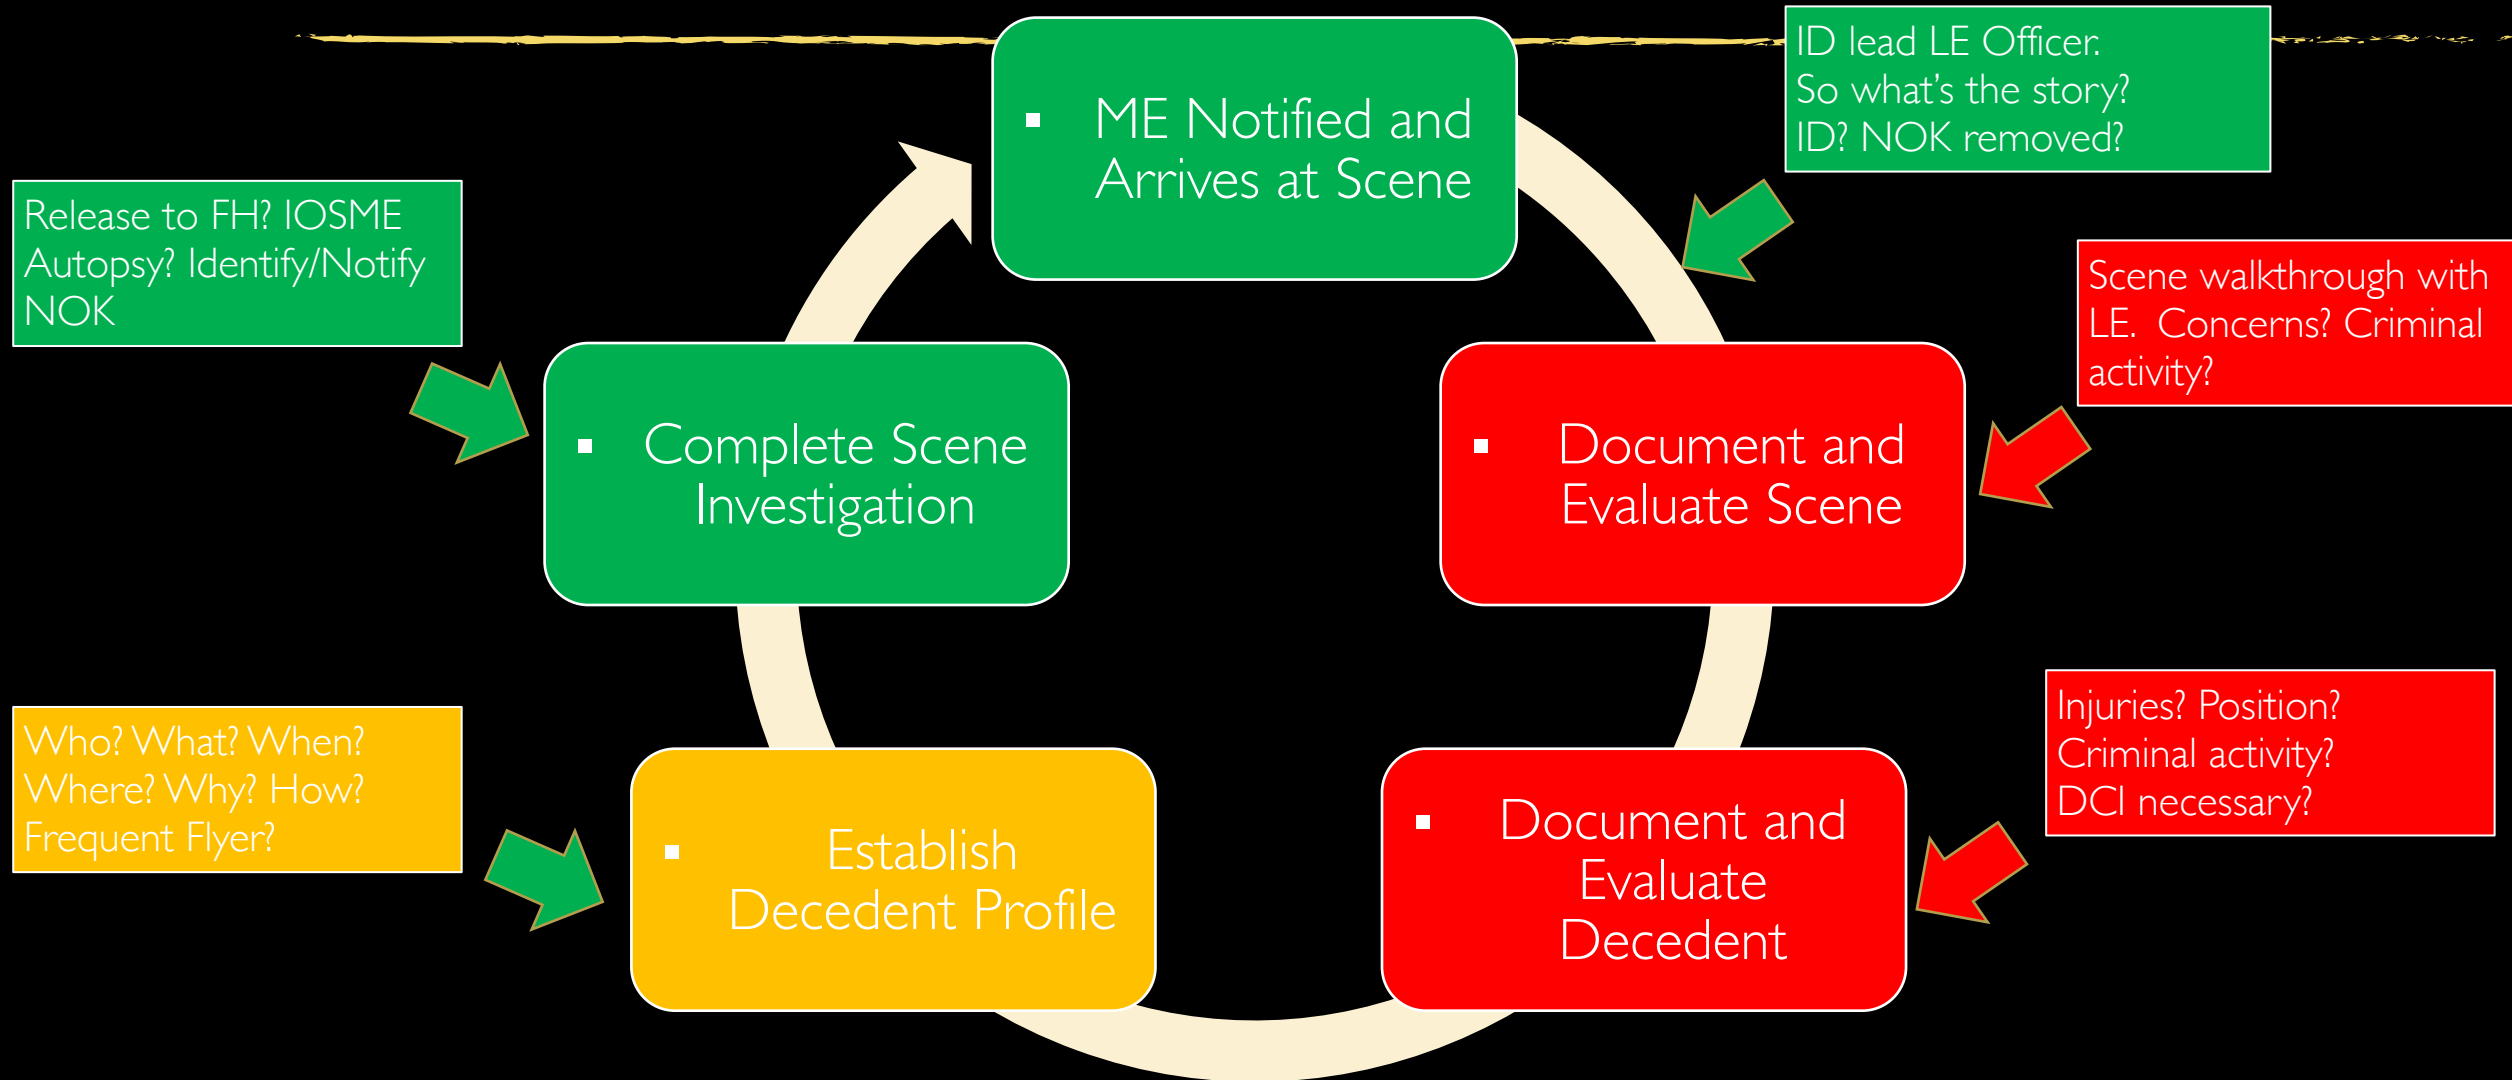 ▪ ME Notified and
Arrives at Scene
ID lead LE Officer.
So what's the story?
ID? NOK removed?
Scene walkthrough with
LE. Concerns? Criminal
activity?
▪ Document and
Evaluate Scene
Injuries? Position?
Criminal activity?
DCI necessary?
▪ Document and
Evaluate
Decedent
Who? What? When?
Where? Why? How?
Frequent Flyer?
▪ Establish
Decedent Profile
Release to FH? IOSME
Autopsy? Identify/Notify
NOK
▪ Complete Scene
Investigation